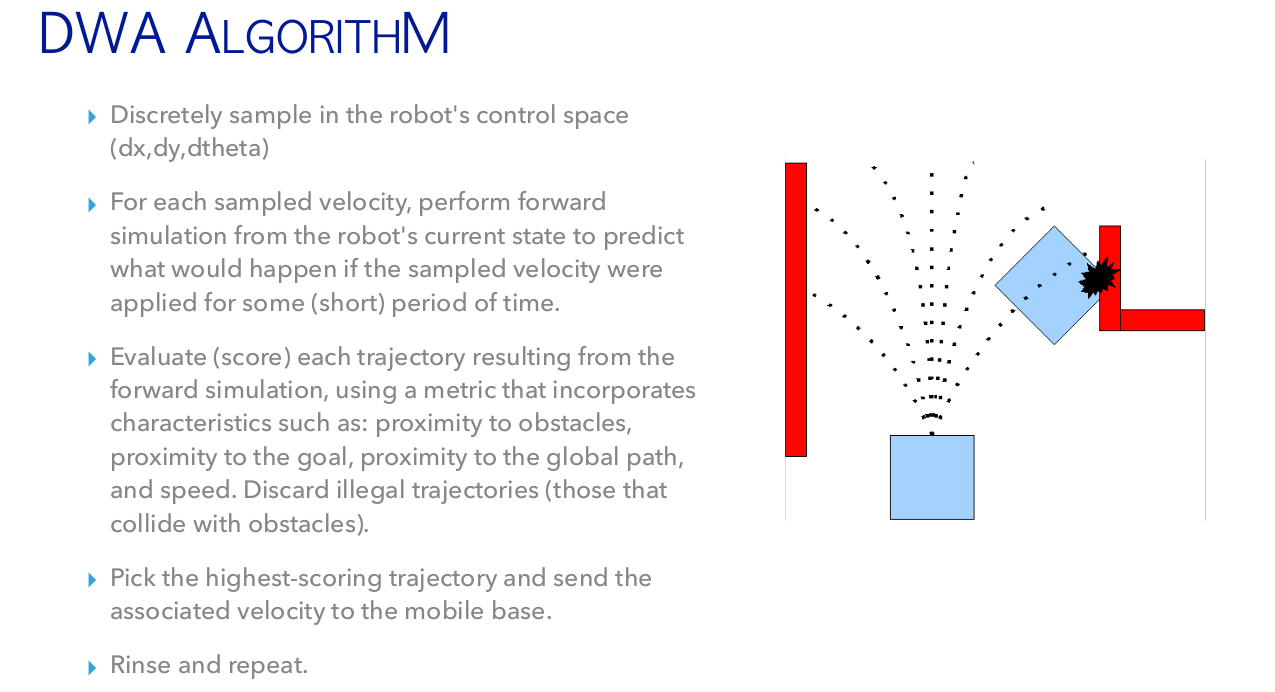 DWA ALGORITHM
Discretely sample in the robot's control space
(dx,dy,dtheta)
For each sampled velocity, perform forward
simulation from the robot's current state to predict
what would happen if the sampled velocity were
applied for some (short) period of time.
Evaluate (score) each trajectory resulting from the
forward simulation, using a metric that incorporates
characteristics such as: proximity to obstacles,
proximity to the goal, proximity to the global path,
and speed. Discard illegal trajectories (those that
collide with obstacles).
Pick the highest-scoring trajectory and send the
associated velocity to the mobile base.
Rinse and repeat.